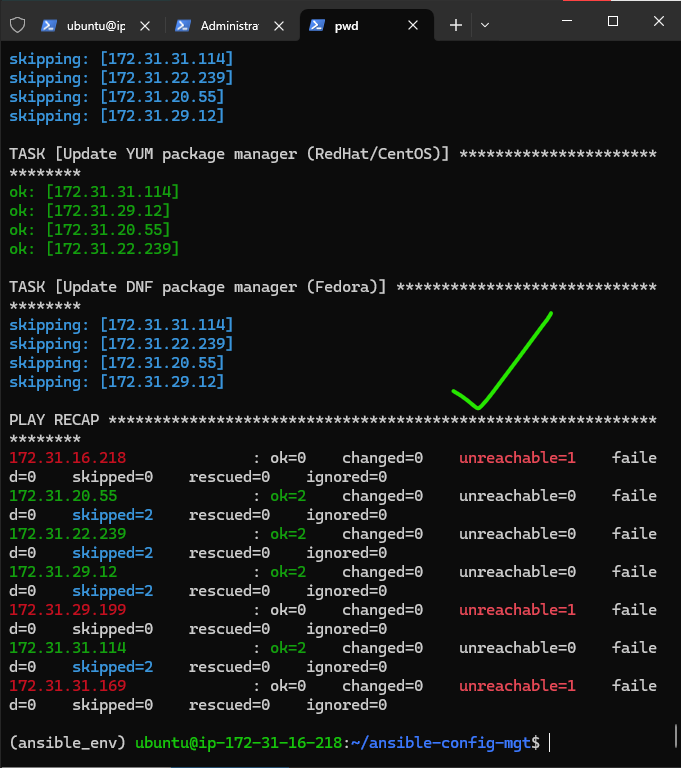 ubuntu@ip
Administra
pwd
skipping: [172.31.31.114]
skipping: [172.31.22.239]
skipping: [172.31.20.55]
skipping: [172.31.29.12]
TASK [Update YUM package manager (RedHat/CentOS)] **********************
********
ok: [172.31.31.114]
ok: [172.31.29.12]
ok: [172.31.20.55]
ok: [172.31.22.239]
TASK [Update DNF package manager (Fedora)] *****************************
********
skipping: [172.31.31.114]
skipping: [172.31.22.239]
skipping: [172.31.20.55]
skipping: [172.31.29.12]
PLAY RECAP *************************************************************
********
172.31.16.218              : ok=0    changed=0    unreachable=1    faile
d=0    skipped=0    rescued=0    ignored=0
172.31.20.55               : ok=2    changed=0    unreachable=0    faile
d=0    skipped=2    rescued=0    ignored=0
172.31.22.239              : ok=2    changed=0    unreachable=0    faile
d=0    skipped=2    rescued=0    ignored=0
172.31.29.12               : ok=2    changed=0    unreachable=0    faile
d=0    skipped=2    rescued=0    ignored=0
172.31.29.199              : ok=0    changed=0    unreachable=1    faile
d=0    skipped=0    rescued=0    ignored=0
172.31.31.114              : ok=2    changed=0    unreachable=0    faile
d=0    skipped=2    rescued=0    ignored=0
172.31.31.169              : ok=0    changed=0    unreachable=1    faile
d=0    skipped=0    rescued=0    ignored=0
(ansible_env) ubuntu@ip-172-31-16-218:~/ansible-config-mgt$